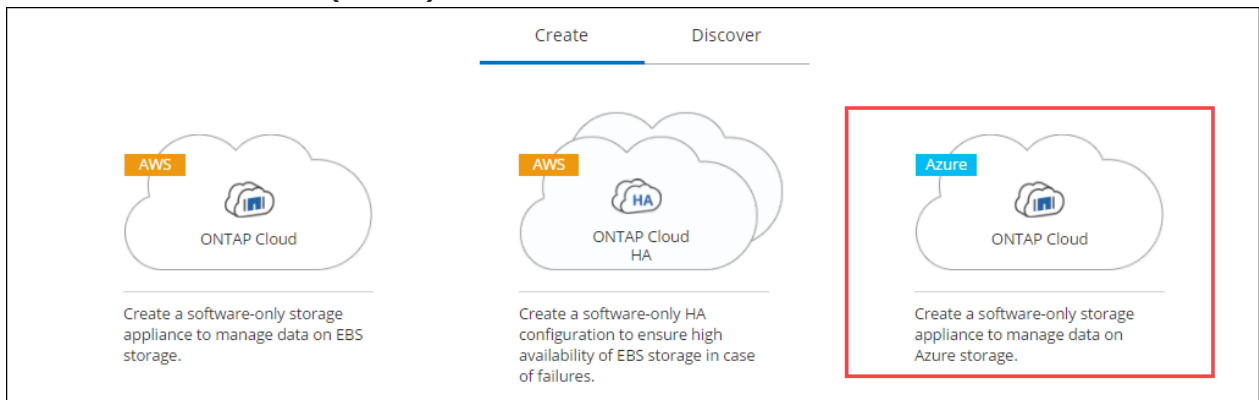 Create
Discover
AWS
ONTAP Cloud
Create a software-only storage
appliance to manage data on EBS
storage.
AWS
HA
ONTAP Cloud
HA
Create a software-only HA
configuration to ensure high
availability of EBS storage in case
of failures.
Azure
ONTAP Cloud
Create a software-only storage
appliance to manage data on
Azure storage.